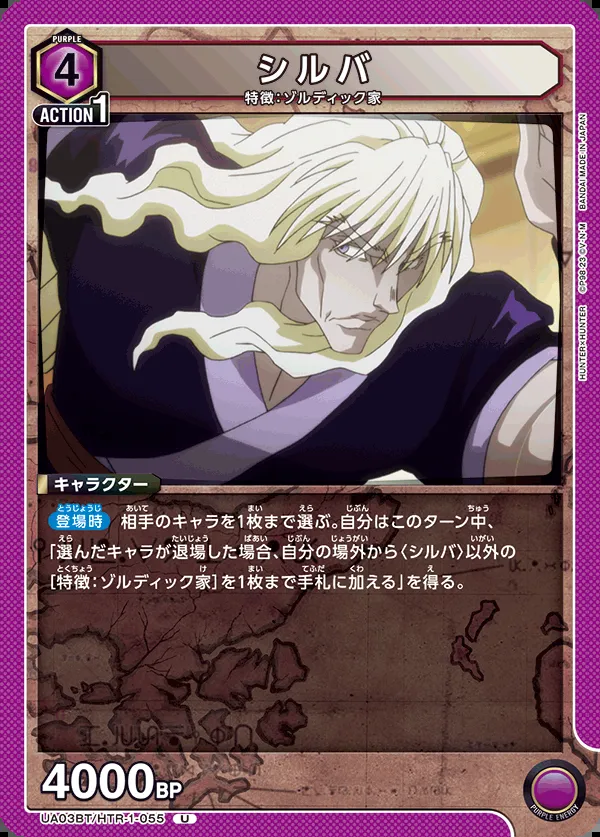 PURPLE
4
ACTION 1
シルバ
特徴：ゾルディック家
HUNTER×HUNTER ©P98-23 ©V・N・M BANDAI MADE IN JAPAN
キャラクター
登場時 相手のキャラを1枚まで選ぶ。自分はこのターン中、
「選んだキャラが退場した場合、自分の場外から〈シルバ〉以外の
［特徴：ゾルディック家］を1枚まで手札に加える」を得る。
4000BP
UA03BT/HTR-1-055 U
PURPLE ENERGY